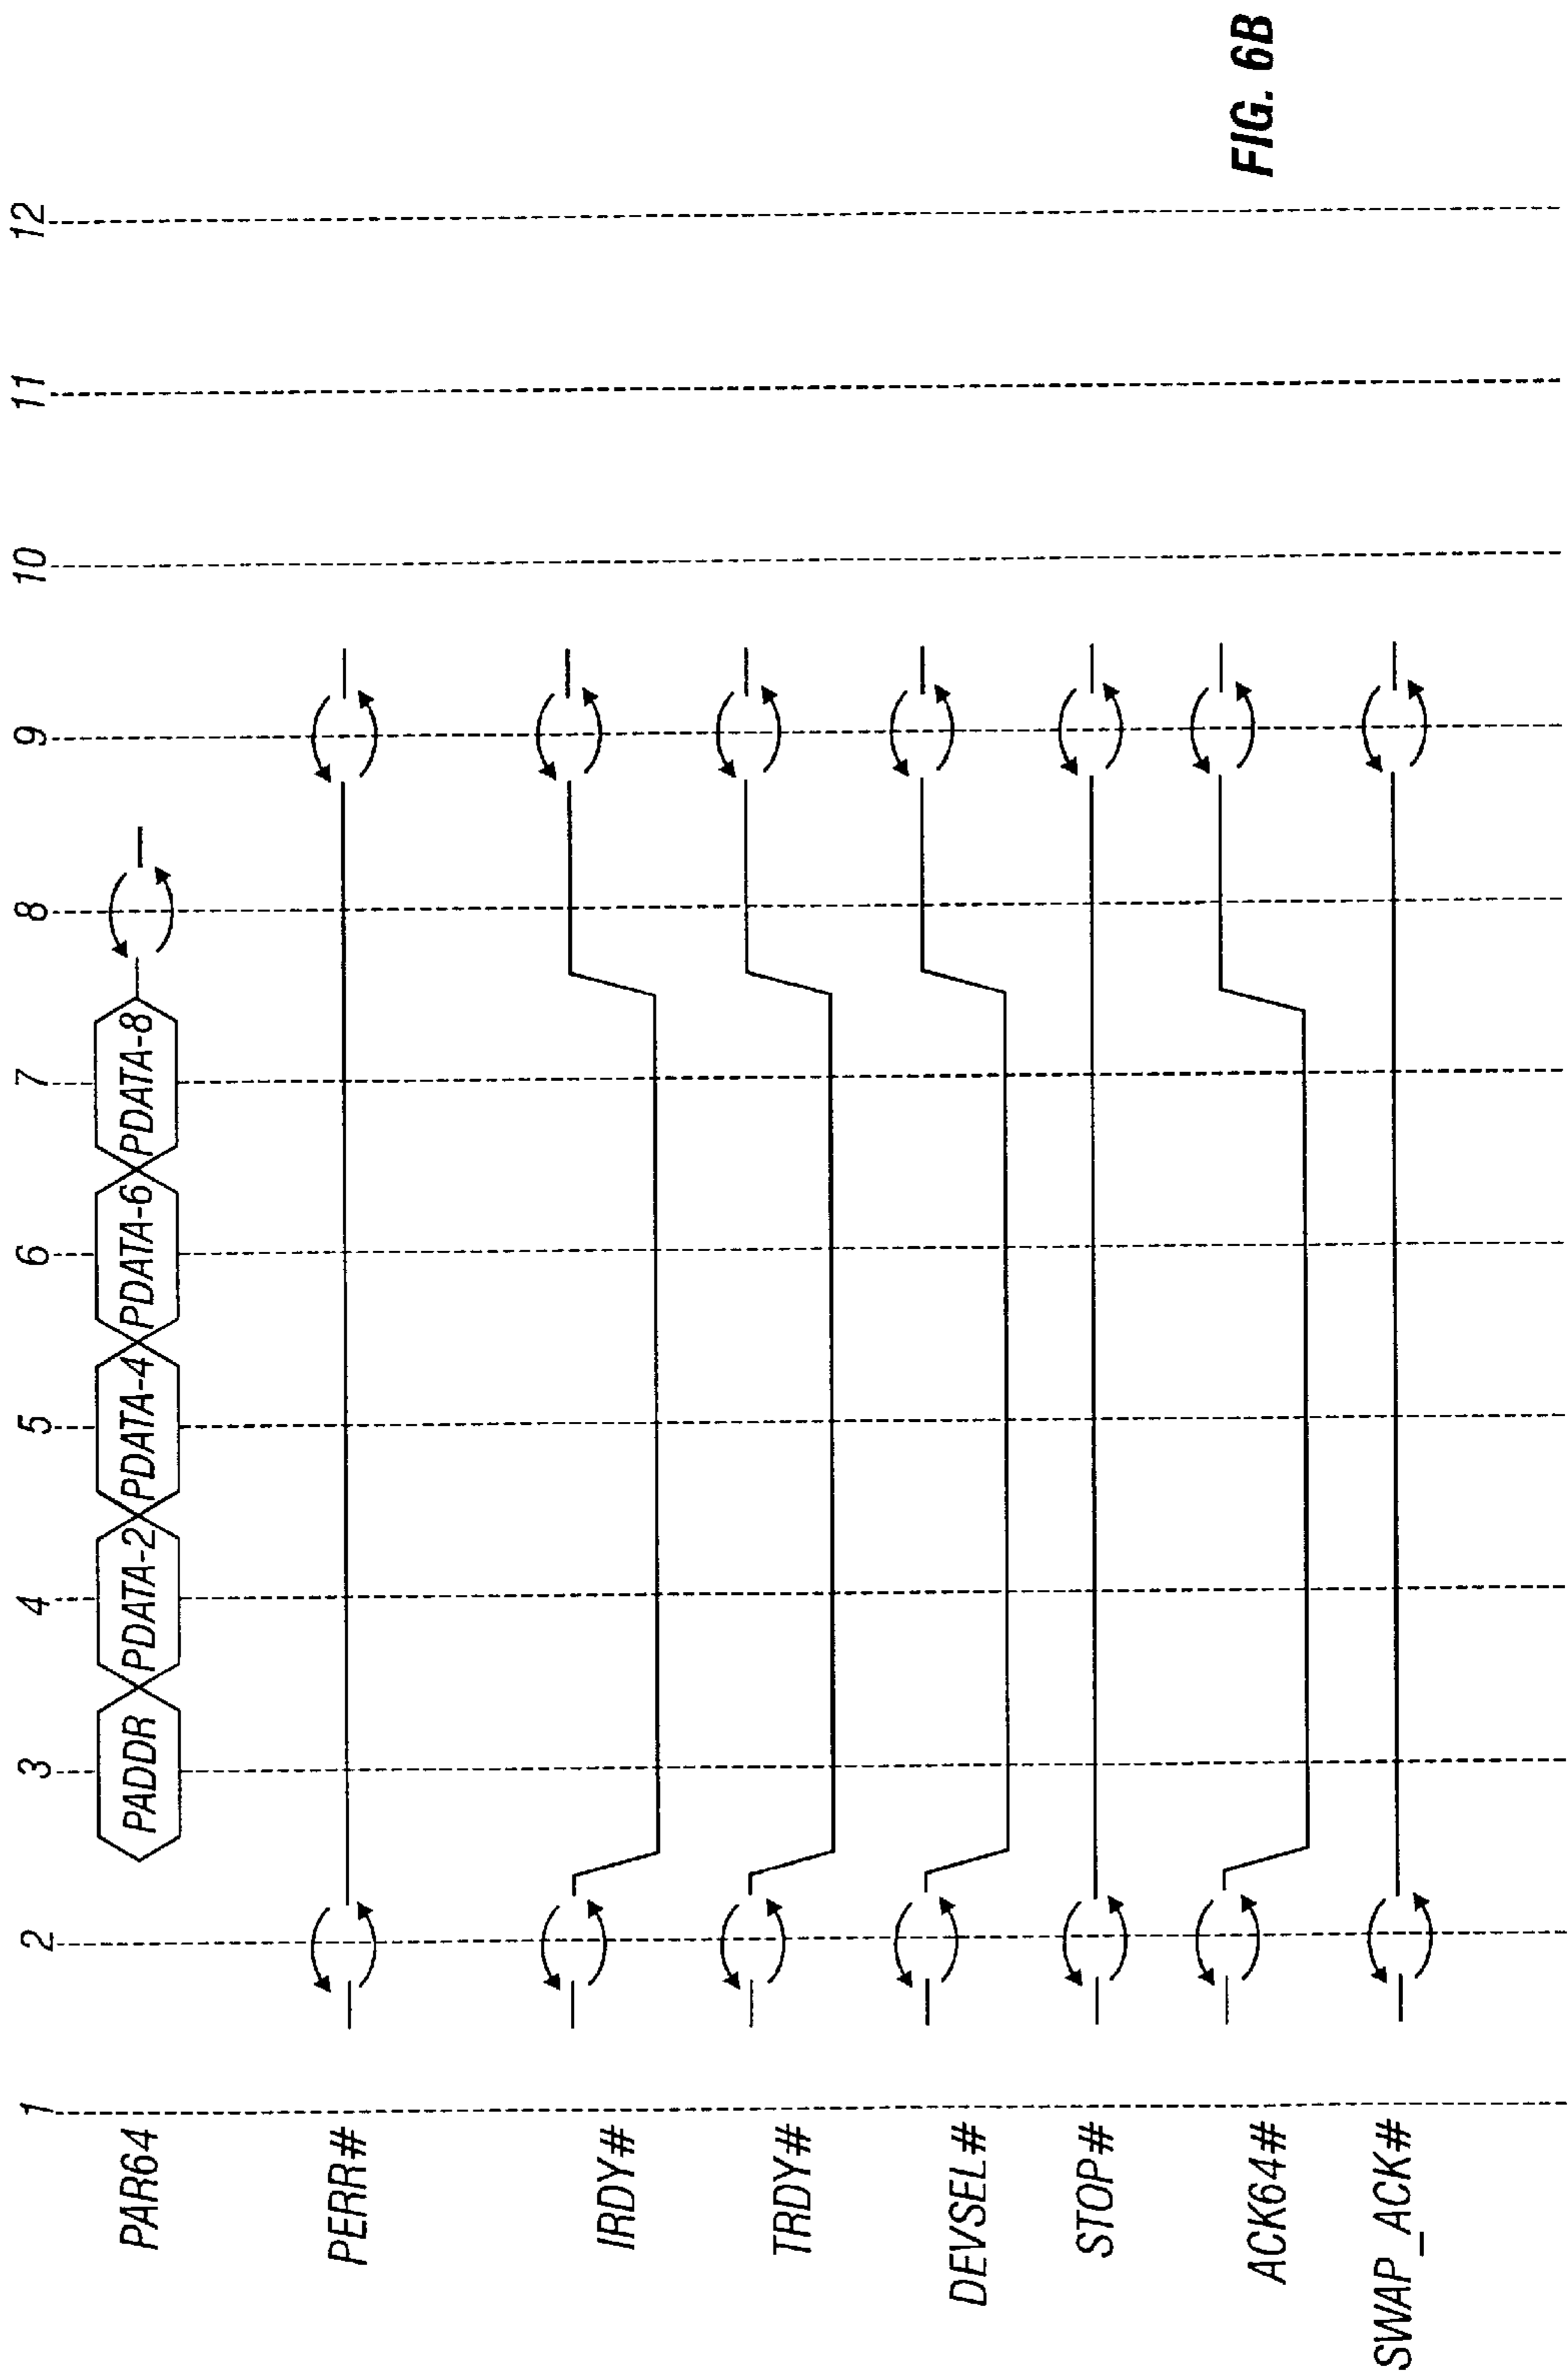 1 2 3 4 5 6 7 8 9 10 11 12
PAR64 PADDR PDATA-2 PDATA-4 PDATA-6 PDATA-8
PERR#
IRDY#
TRDY#
DEVSEL#
STOP#
ACK64#
SWAP_ACK#
FIG. 6B